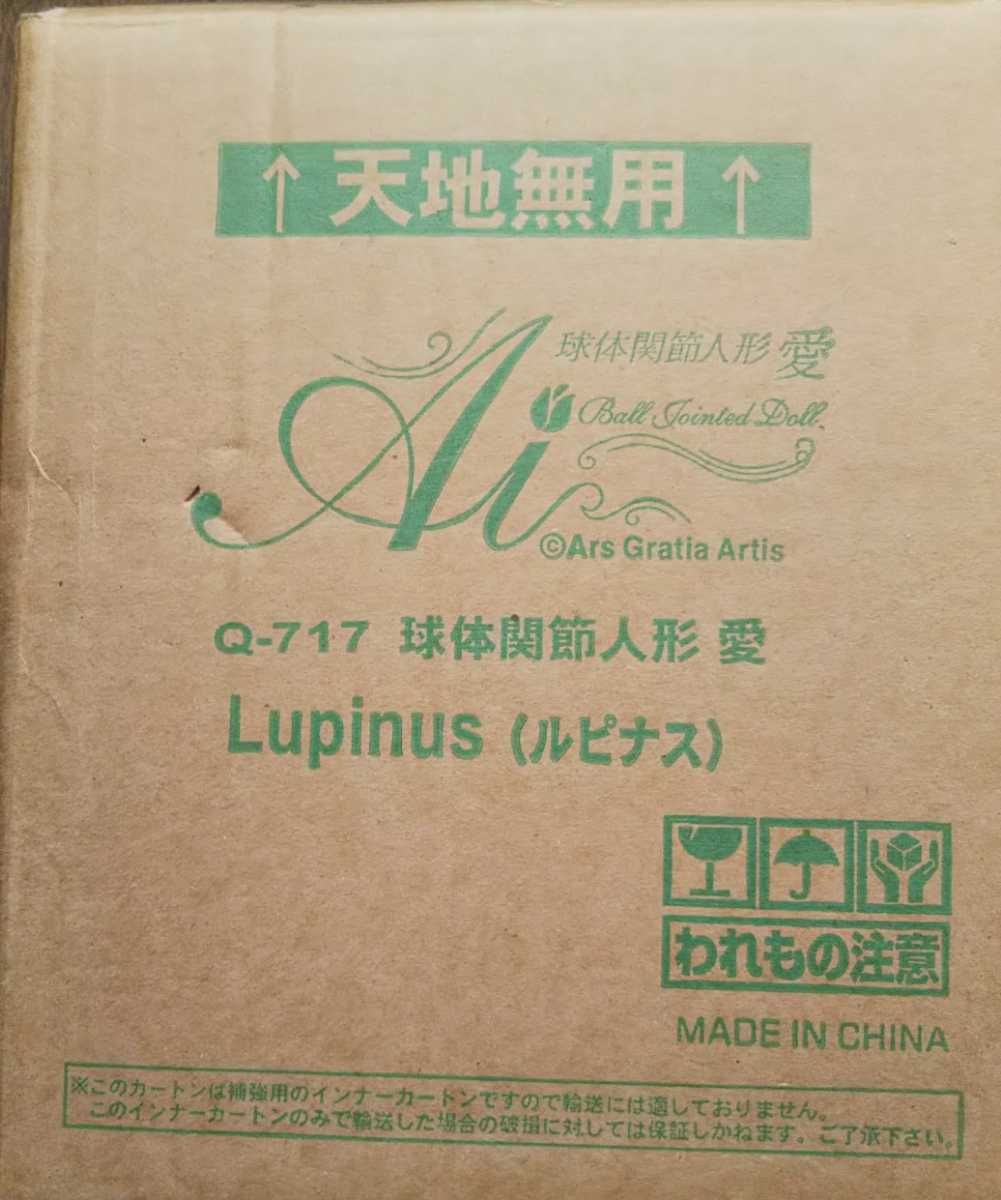 ↑天地無用↑
Ai
球体関節人形 愛
Ball Jointed Doll.
©Ars Gratia Artis
Q-717 球体関節人形 愛
Lupinus（ルピナス）
われもの注意
MADE IN CHINA
※このカートンは補強用のインナーカートンですので輸送には適しておりません。
このインナーカートンのみで輸送した場合の破損に対しては保証しかねます。ご了承下さい。